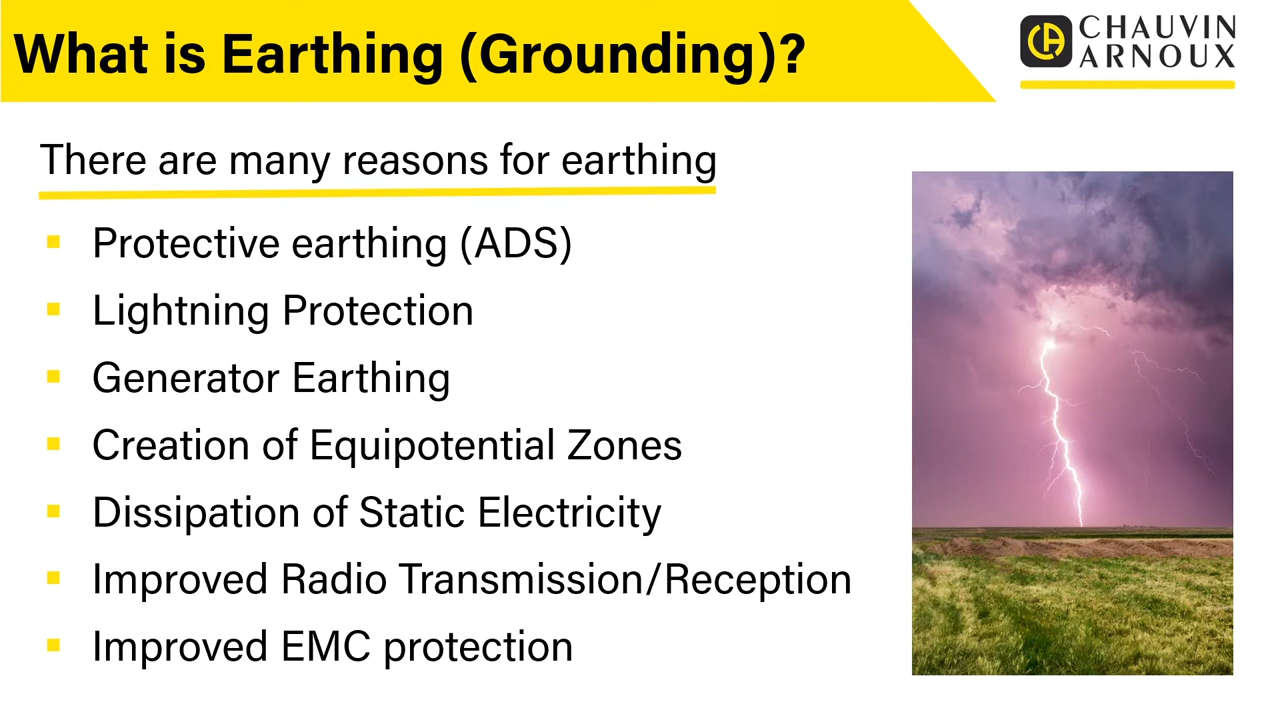 What is Earthing (Grounding)?
CHAUVIN
ARNOUX
There are many reasons for earthing
Protective earthing (ADS)
Lightning Protection
Generator Earthing
Creation of Equipotential Zones
Dissipation of Static Electricity
Improved Radio Transmission/Reception
Improved EMC protection